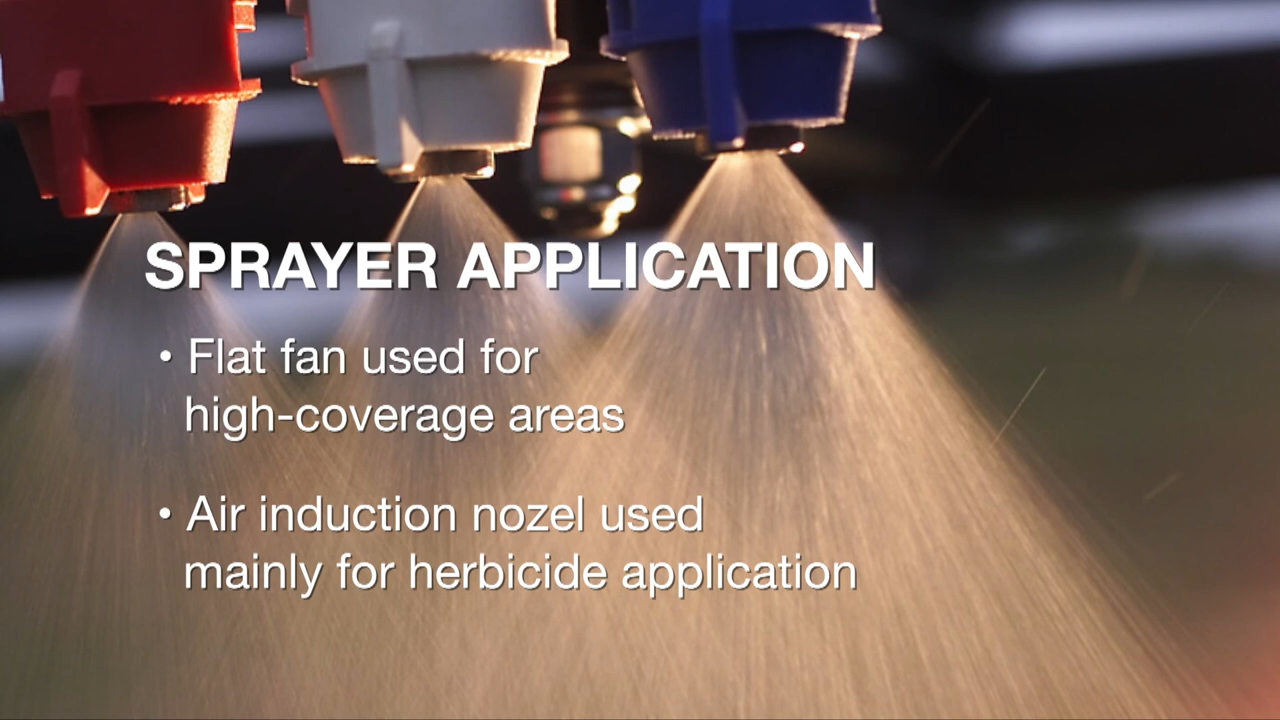 SPRAYER APPLICATION
• Flat fan used for
high-coverage areas
• Air induction nozel used
mainly for herbicide application